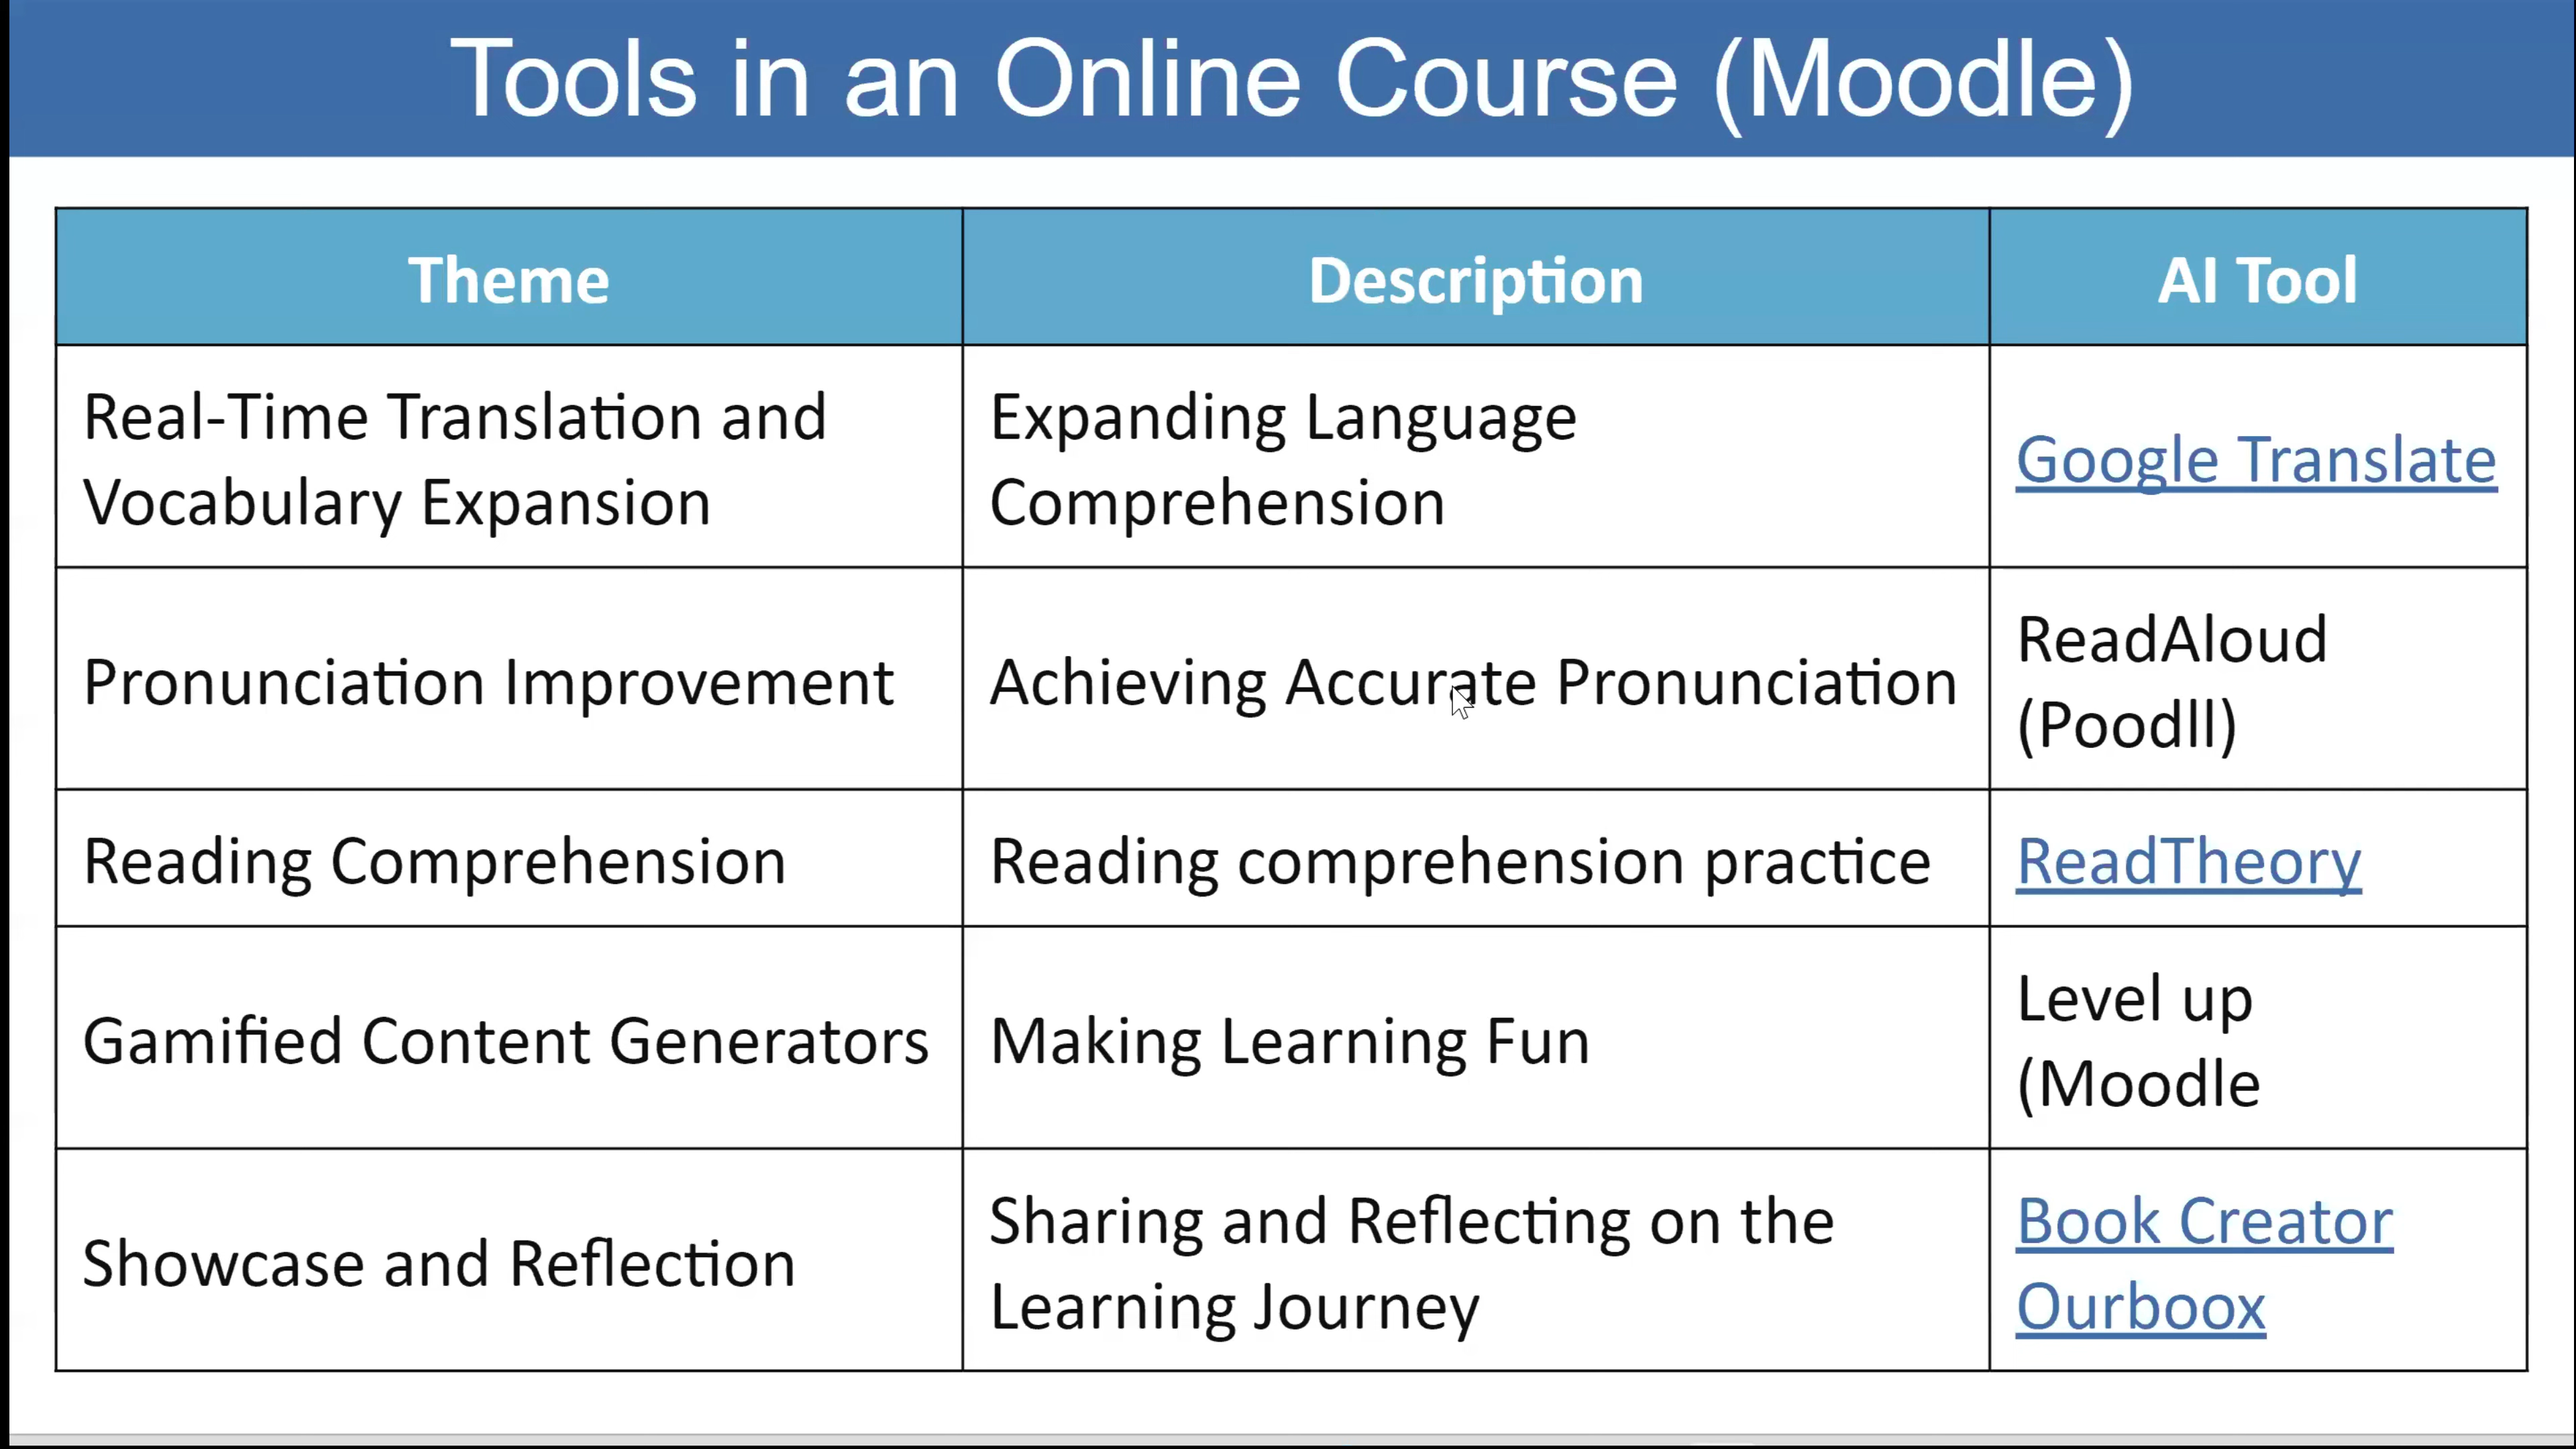 Tools in an Online Course (Moodle)
Theme
Description
AI Tool
Real-Time Translation and
Vocabulary Expansion
Expanding Language
Comprehension
Google Translate
Pronunciation Improvement
Achieving Accurate Pronunciation
ReadAloud
(Poodll)
Reading Comprehension
Reading comprehension practice
ReadTheory
Gamified Content Generators
Making Learning Fun
Level up
(Moodle
Showcase and Reflection
Sharing and Reflecting on the
Learning Journey
Book Creator
Ourboox